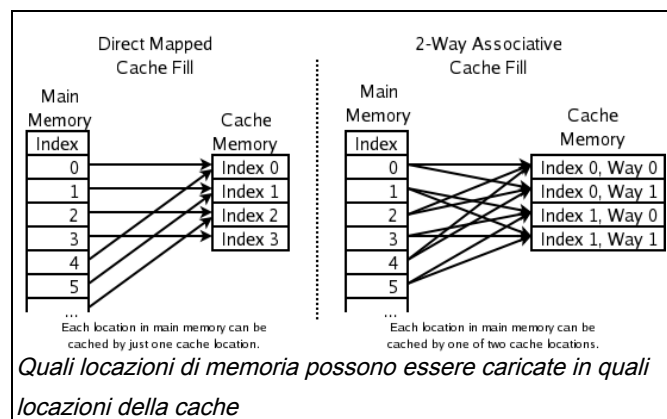 Direct Mapped
Cache Fill
Main
Memory
Index
0
1
2
3
4
5
...
Cache
Memory
Index 0
Index 1
Index 2
Index 3
Each location in main memory can be
cached by just one cache location.
2-Way Associative
Cache Fill
Main
Memory
Index
0
1
2
3
4
5
...
Cache
Memory
Index 0, Way 0
Index 0, Way 1
Index 1, Way 0
Index 1, Way 1
Each location in main memory can be
cached by one of two cache locations.
Quali locazioni di memoria possono essere caricate in quali
locazioni della cache